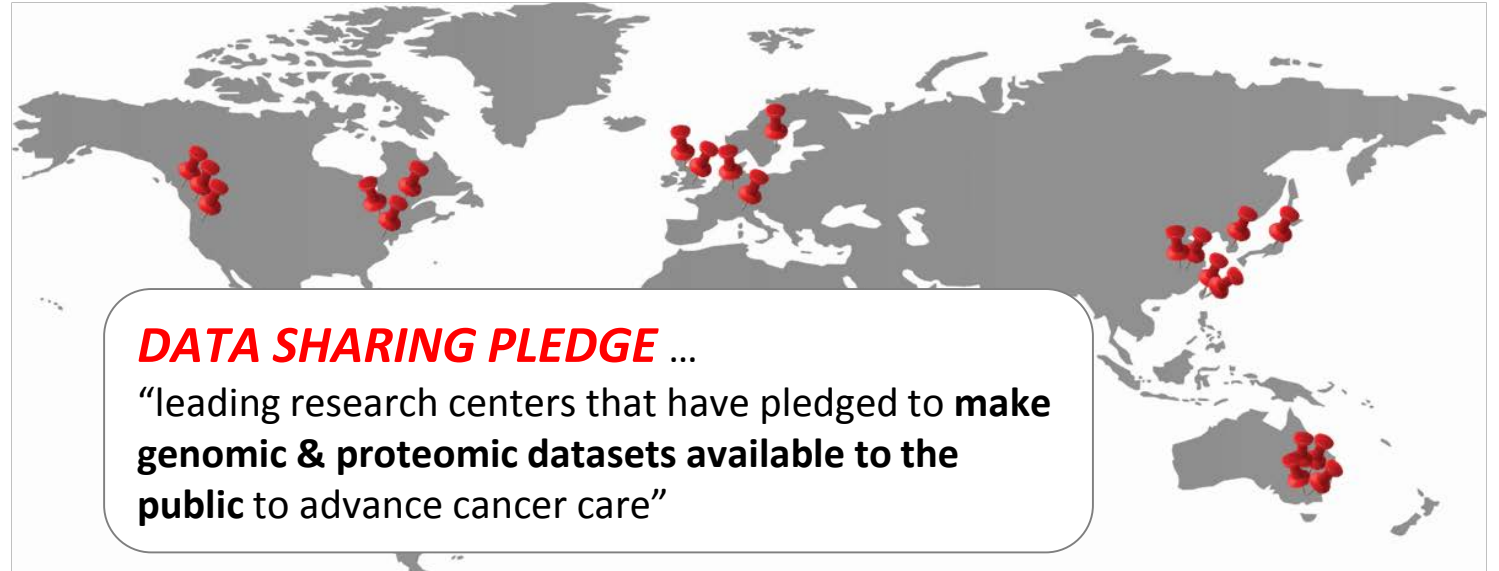 DATA SHARING PLEDGE …
“leading research centers that have pledged to make
genomic & proteomic datasets available to the
public to advance cancer care”